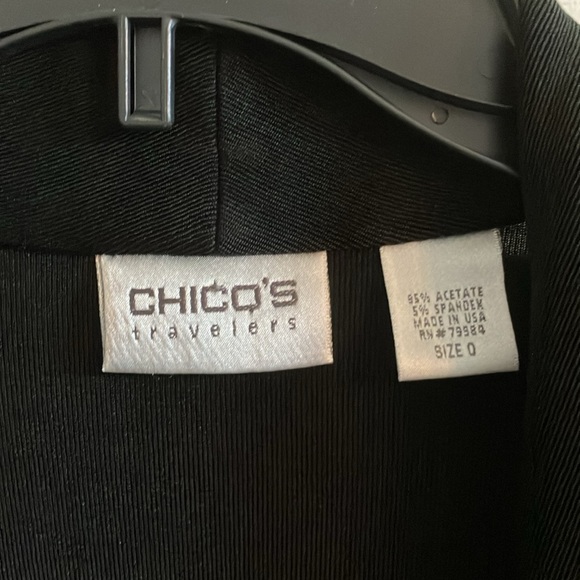 CHICO'S
travelers
95% ACETATE
5% SPANDEX
MADE IN USA
RN# 79984
SIZE 0